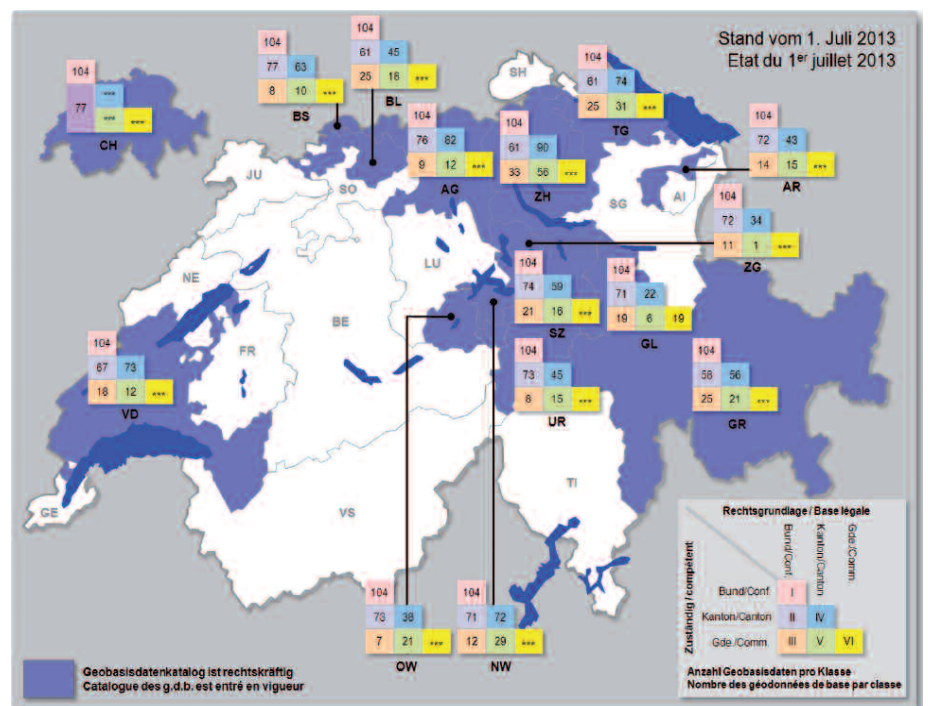 Stand vom 1. Juli 2013
Etat du 1er juillet 2013
104
77 ***
*** ***
CH
104
77 63
8 10 ***
BS
104
61 45
25 18 ***
BL
SH
104
61 74
25 31 ***
TG
104
76 82
9 12 ***
AG
104
61 90
33 56 ***
ZH
104
72 43
14 15 ***
AR
JU
SO
SG
AI
104
72 34
11 1 ***
ZG
NE
LU
BE
FR
104
74 59
21 16 ***
SZ
104
71 22
19 6 19
GL
104
67 73
18 12 ***
VD
104
73 45
8 15 ***
UR
104
58 56
25 21 ***
GR
GE
VS
TI
104
73 38
7 21 ***
OW
104
71 72
12 29 ***
NW
Rechtsgrundlage / Base légale
Bund/Conf.
Kanton/Canton
Gde./Comm.
Zuständig / compétent
Bund/Conf. I
Kanton/Canton II IV
Gde./Comm. III V VI
Anzahl Geobasisdaten pro Klasse
Nombre des géodonnées de base par classe
Geobasisdatenkatalog ist rechtskräftig
Catalogue des g.d.b. est entré en vigueur